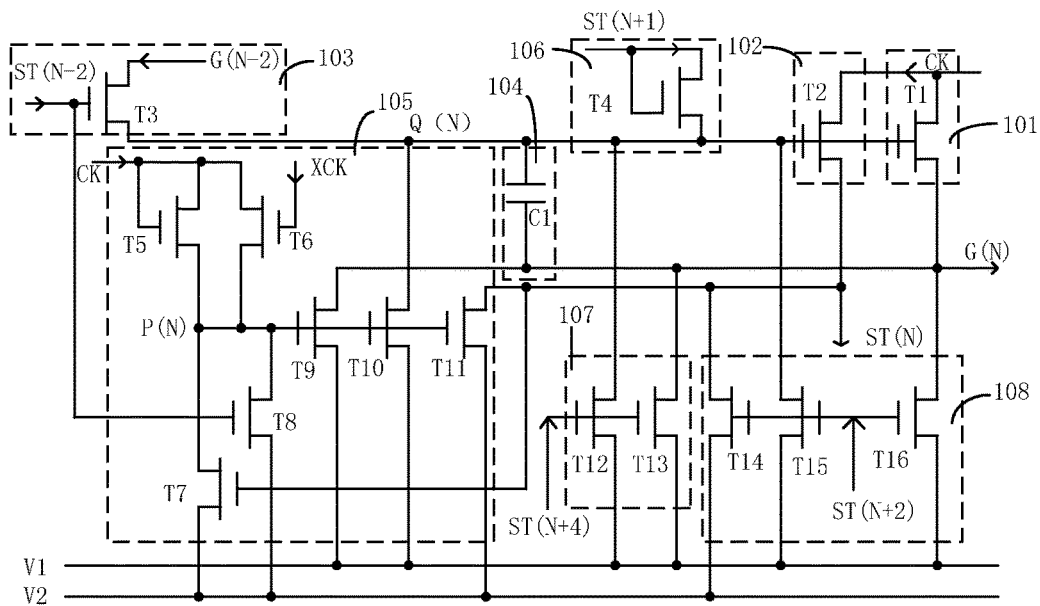 ST(N+1)
106
102
ST(N-2)
G(N-2)
103
104
T3
105
Q (N)
T4
T2
CK
T1
101
CK
XCK
T5
T6
C1
G(N)
P(N)
107
ST(N)
T9
T10
T11
108
T8
T7
T12
T13
T14
T15
T16
ST(N+4)
ST(N+2)
V1
V2